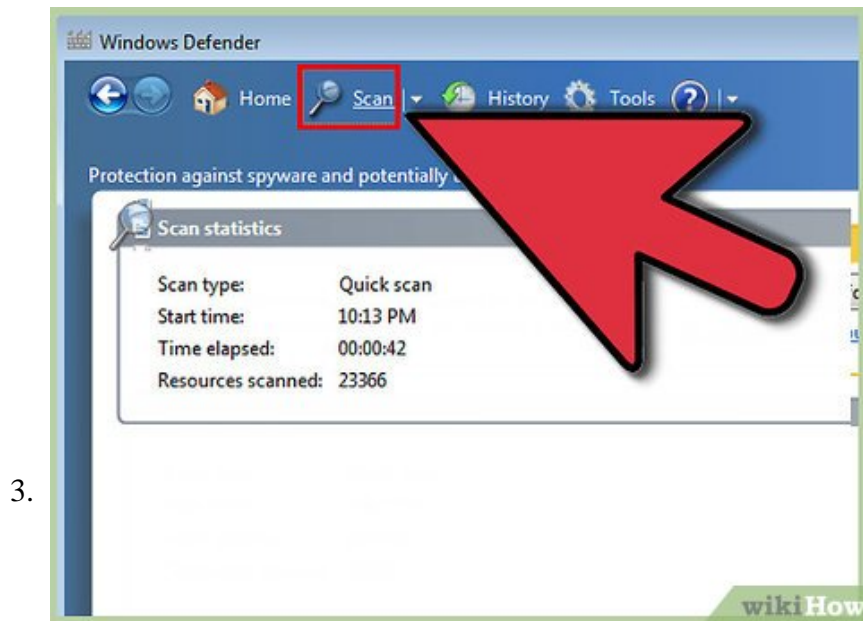 Windows Defender
Home Scan History Tools
Protection against spyware and potentially
Scan statistics
Scan type: Quick scan
Start time: 10:13 PM
Time elapsed: 00:00:42
Resources scanned: 23366
3.
wikiHow